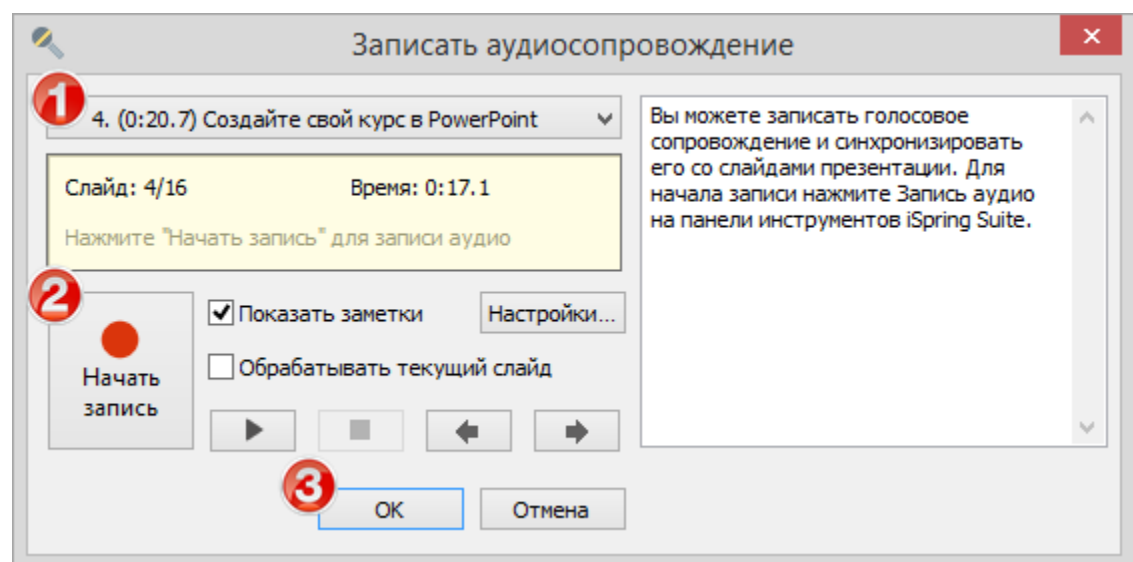 Записать аудиосопровождение
1
4. (0:20.7) Создайте свой курс в PowerPoint
Слайд: 4/16 Время: 0:17.1
Нажмите "Начать запись" для записи аудио
2
Начать
запись
Показать заметки
Настройки...
Обрабатывать текущий слайд
Вы можете записать голосовое
сопровождение и синхронизировать
его со слайдами презентации. Для
начала записи нажмите Запись аудио
на панели инструментов iSpring Suite.
3
OK
Отмена